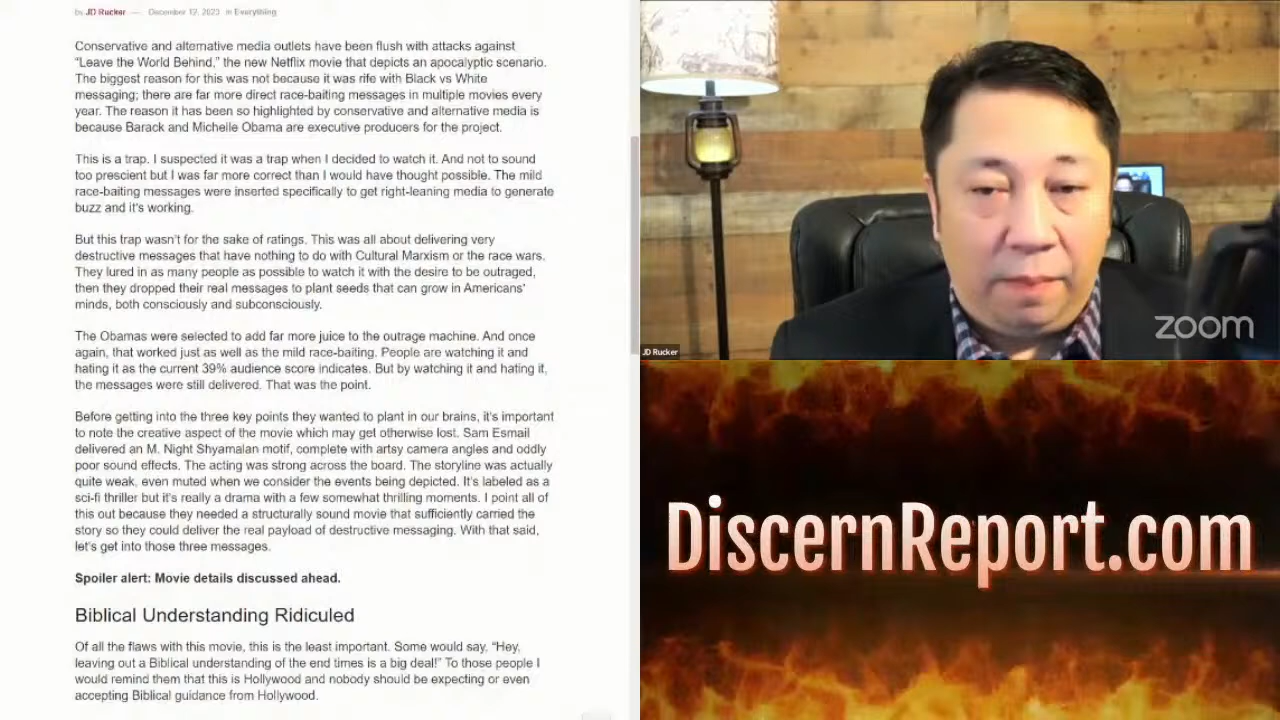 by JD Rucker — December 12, 2023 in Everything
Conservative and alternative media outlets have been flush with attacks against
“Leave the World Behind,” the new Netflix movie that depicts an apocalyptic scenario.
The biggest reason for this was not because it was rife with Black vs White
messaging; there are far more direct race-baiting messages in multiple movies every
year. The reason it has been so highlighted by conservative and alternative media is
because Barack and Michelle Obama are executive producers for the project.
This is a trap. I suspected it was a trap when I decided to watch it. And not to sound
too prescient but I was far more correct than I would have thought possible. The mild
race-baiting messages were inserted specifically to get right-leaning media to generate
buzz and it's working.
But this trap wasn't for the sake of ratings. This was all about delivering very
destructive messages that have nothing to do with Cultural Marxism or the race wars.
They lured in as many people as possible to watch it with the desire to be outraged,
then they dropped their real messages to plant seeds that can grow in Americans'
minds, both consciously and subconsciously.
The Obamas were selected to add far more juice to the outrage machine. And once
again, that worked just as well as the mild race-baiting. People are watching it and
hating it as the current 39% audience score indicates. But by watching it and hating it,
the messages were still delivered. That was the point.
Before getting into the three key points they wanted to plant in our brains, it's important
to note the creative aspect of the movie which may get otherwise lost. Sam Esmail
delivered an M. Night Shyamalan motif, complete with artsy camera angles and oddly
poor sound effects. The acting was strong across the board. The storyline was actually
quite weak, even muted when we consider the events being depicted. It's labeled as a
sci-fi thriller but it's really a drama with a few somewhat thrilling moments. I point all of
this out because they needed a structurally sound movie that sufficiently carried the
story so they could deliver the real payload of destructive messaging. With that said,
let's get into those three messages.
Spoiler alert: Movie details discussed ahead.
Biblical Understanding Ridiculed
Of all the flaws with this movie, this is the least important. Some would say, “Hey,
leaving out a Biblical understanding of the end times is a big deal!” To those people I
would remind them that this is Hollywood and nobody should be expecting or even
accepting Biblical guidance from Hollywood.
zoom
JD Rucker
DiscernReport.com